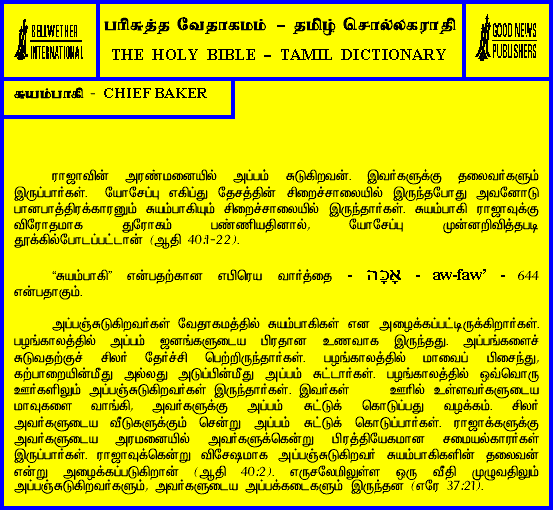 BELLWETHER
INTERNATIONAL
பரிசுத்த வேதாகமம் – தமிழ் சொல்லகராதி
THE HOLY BIBLE – TAMIL DICTIONARY
GOOD NEWS
PUBLISHERS
சுயம்பாகி - CHIEF BAKER
ராஜாவின் அரண்மனையில் அப்பம் சுடுகிறவன். இவர்களுக்கு தலைவர்களும்
இருப்பார்கள். யோசேப்பு எகிப்து தேசத்தின் சிறைச்சாலையில் இருந்தபோது அவனோடு
பானபாத்திரக்காரனும் சுயம்பாகியும் சிறைச்சாலையில் இருந்தார்கள். சுயம்பாகி ராஜாவுக்கு
விரோதமாக துரோகம் பண்ணியதினால், யோசேப்பு முன்னறிவித்தபடி
தூக்கில்போடப்பட்டான் (ஆதி 40:1-22).
“சுயம்பாகி” என்பதற்கான எபிரெய வார்த்தை - אָפָה - aw-faw’ - 644
என்பதாகும்.
அப்பஞ்சுடுகிறவர்கள் வேதாகமத்தில் சுயம்பாகிகள் என அழைக்கப்பட்டிருக்கிறார்கள்.
பழங்காலத்தில் அப்பம் ஜனங்களுடைய பிரதான உணவாக இருந்தது. அப்பங்களைச்
சுடுவதற்குச் சிலர் தேர்ச்சி பெற்றிருந்தார்கள். பழங்காலத்தில் மாவைப் பிசைந்து,
கற்பாறையின்மீது அல்லது அடுப்பின்மீது அப்பம் சுட்டார்கள். பழங்காலத்தில் ஒவ்வொரு
ஊர்களிலும் அப்பஞ்சுடுகிறவர்கள் இருந்தார்கள். இவர்கள் ஊரில் உள்ளவர்களுடைய
மாவுகளை வாங்கி, அவர்களுக்கு அப்பம் சுட்டுக் கொடுப்பது வழக்கம். சிலர்
அவர்களுடைய வீடுகளுக்கும் சென்று அப்பம் சுட்டுக் கொடுப்பார்கள். ராஜாக்களுக்கு
அவர்களுடைய அரமனையில் அவர்களுக்கென்று பிரத்தியேகமான சமையல்காரர்கள்
இருப்பார்கள். ராஜாவுக்கென்று விசேஷமாக அப்பஞ்சுடுகிறவர் சுயம்பாகிகளின் தலைவன்
என்று அழைக்கப்படுகிறான் (ஆதி 40:2). எருசலேமிலுள்ள ஒரு வீதி முழுவதிலும்
அப்பஞ்சுடுகிறவர்களும், அவர்களுடைய அப்பக்கடைகளும் இருந்தன (எரே 37:21).